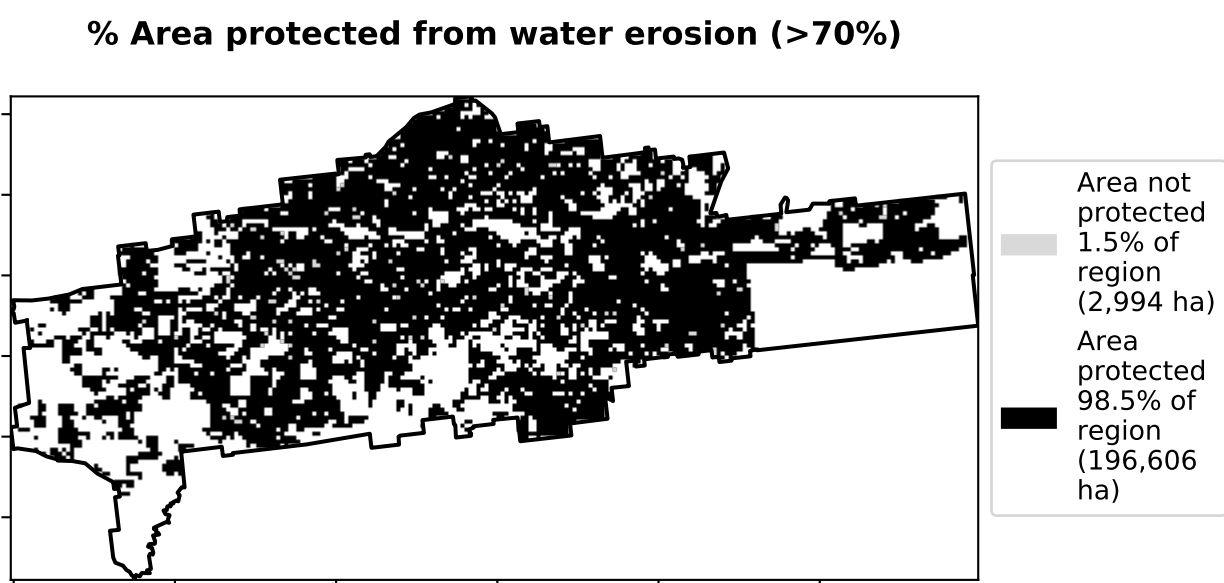 % Area protected from water erosion (>70%)
Area not
protected
1.5% of
region
(2,994 ha)
Area
protected
98.5% of
region
(196,606
ha)